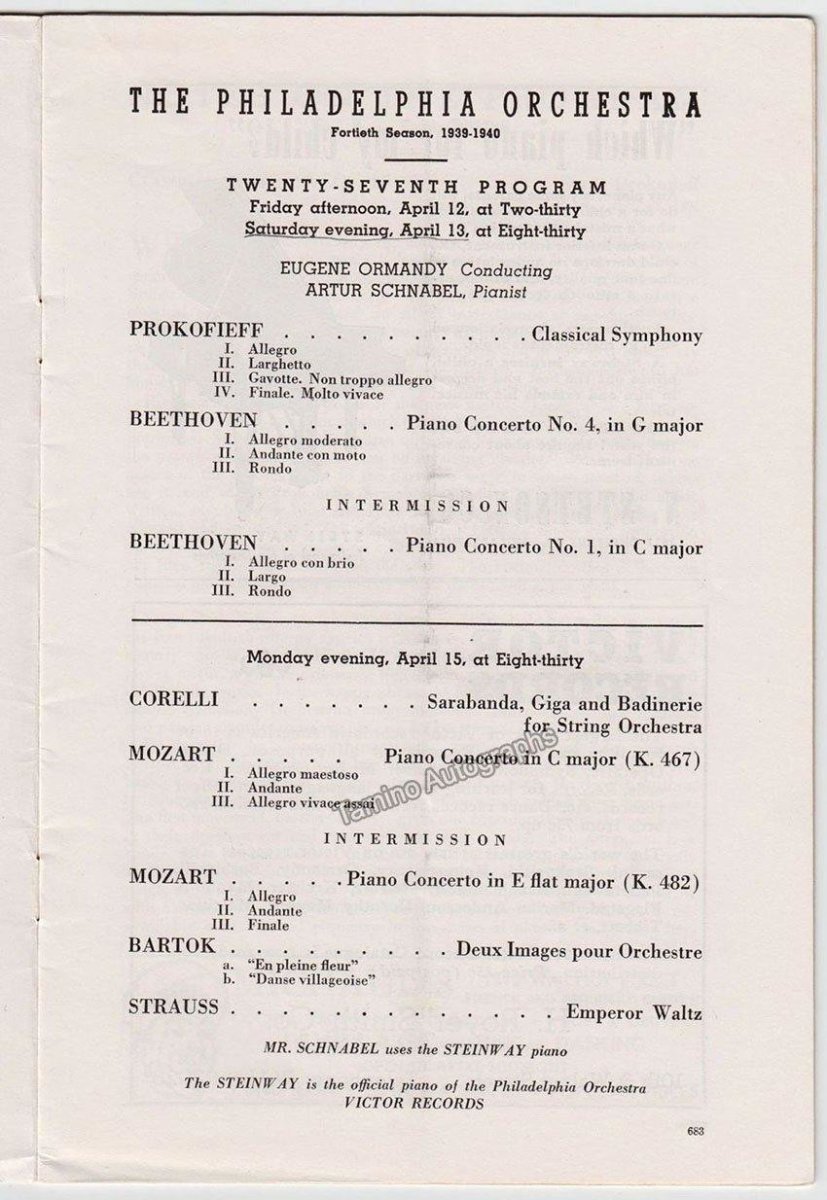 THE PHILADELPHIA ORCHESTRA
Fortieth Season, 1939-1940
TWENTY-SEVENTH PROGRAM
Friday afternoon, April 12, at Two-thirty
Saturday evening, April 13, at Eight-thirty
EUGENE ORMANDY Conducting
ARTUR SCHNABEL, Pianist
PROKOFIEFF . . . . . . . . . . Classical Symphony
I. Allegro
II. Larghetto
III. Gavotte. Non troppo allegro
IV. Finale. Molto vivace
BEETHOVEN . . . . . Piano Concerto No. 4, in G major
I. Allegro moderato
II. Andante con moto
III. Rondo
INTERMISSION
BEETHOVEN . . . . . Piano Concerto No. 1, in C major
I. Allegro con brio
II. Largo
III. Rondo
Monday evening, April 15, at Eight-thirty
CORELLI . . . . . . . Sarabanda, Giga and Badinerie
for String Orchestra
MOZART . . . . . Piano Concerto in C major (K. 467)
I. Allegro maestoso
II. Andante
III. Allegro vivace assai
Tamino Autographs
INTERMISSION
MOZART . . . . . Piano Concerto in E flat major (K. 482)
I. Allegro
II. Andante
III. Finale
BARTOK . . . . . . . . . Deux Images pour Orchestre
a. "En pleine fleur"
b. "Danse villageoise"
STRAUSS . . . . . . . . . . . . . Emperor Waltz
MR. SCHNABEL uses the STEINWAY piano
The STEINWAY is the official piano of the Philadelphia Orchestra
VICTOR RECORDS
683